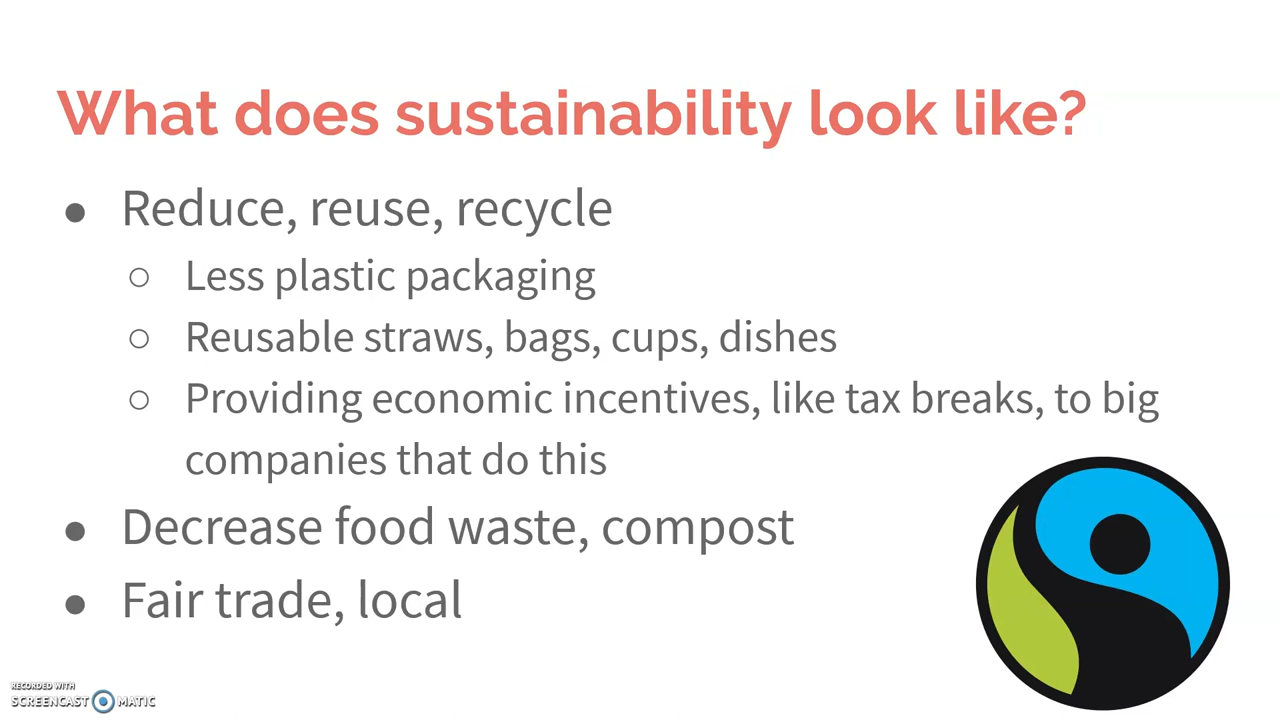 What does sustainability look like?
● Reduce, reuse, recycle
○ Less plastic packaging
○ Reusable straws, bags, cups, dishes
○ Providing economic incentives, like tax breaks, to big
companies that do this
● Decrease food waste, compost
● Fair trade, local
RECORDED WITH
SCREENCAST MATIC